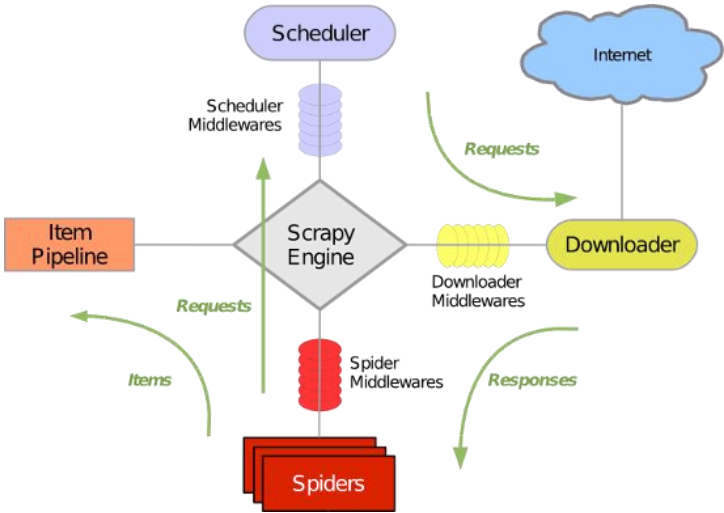 Scheduler
Internet
Scheduler
Middlewares
Requests
Item
Pipeline
Scrapy
Engine
Downloader
Downloader
Middlewares
Requests
Items
Spider
Middlewares
Responses
Spiders